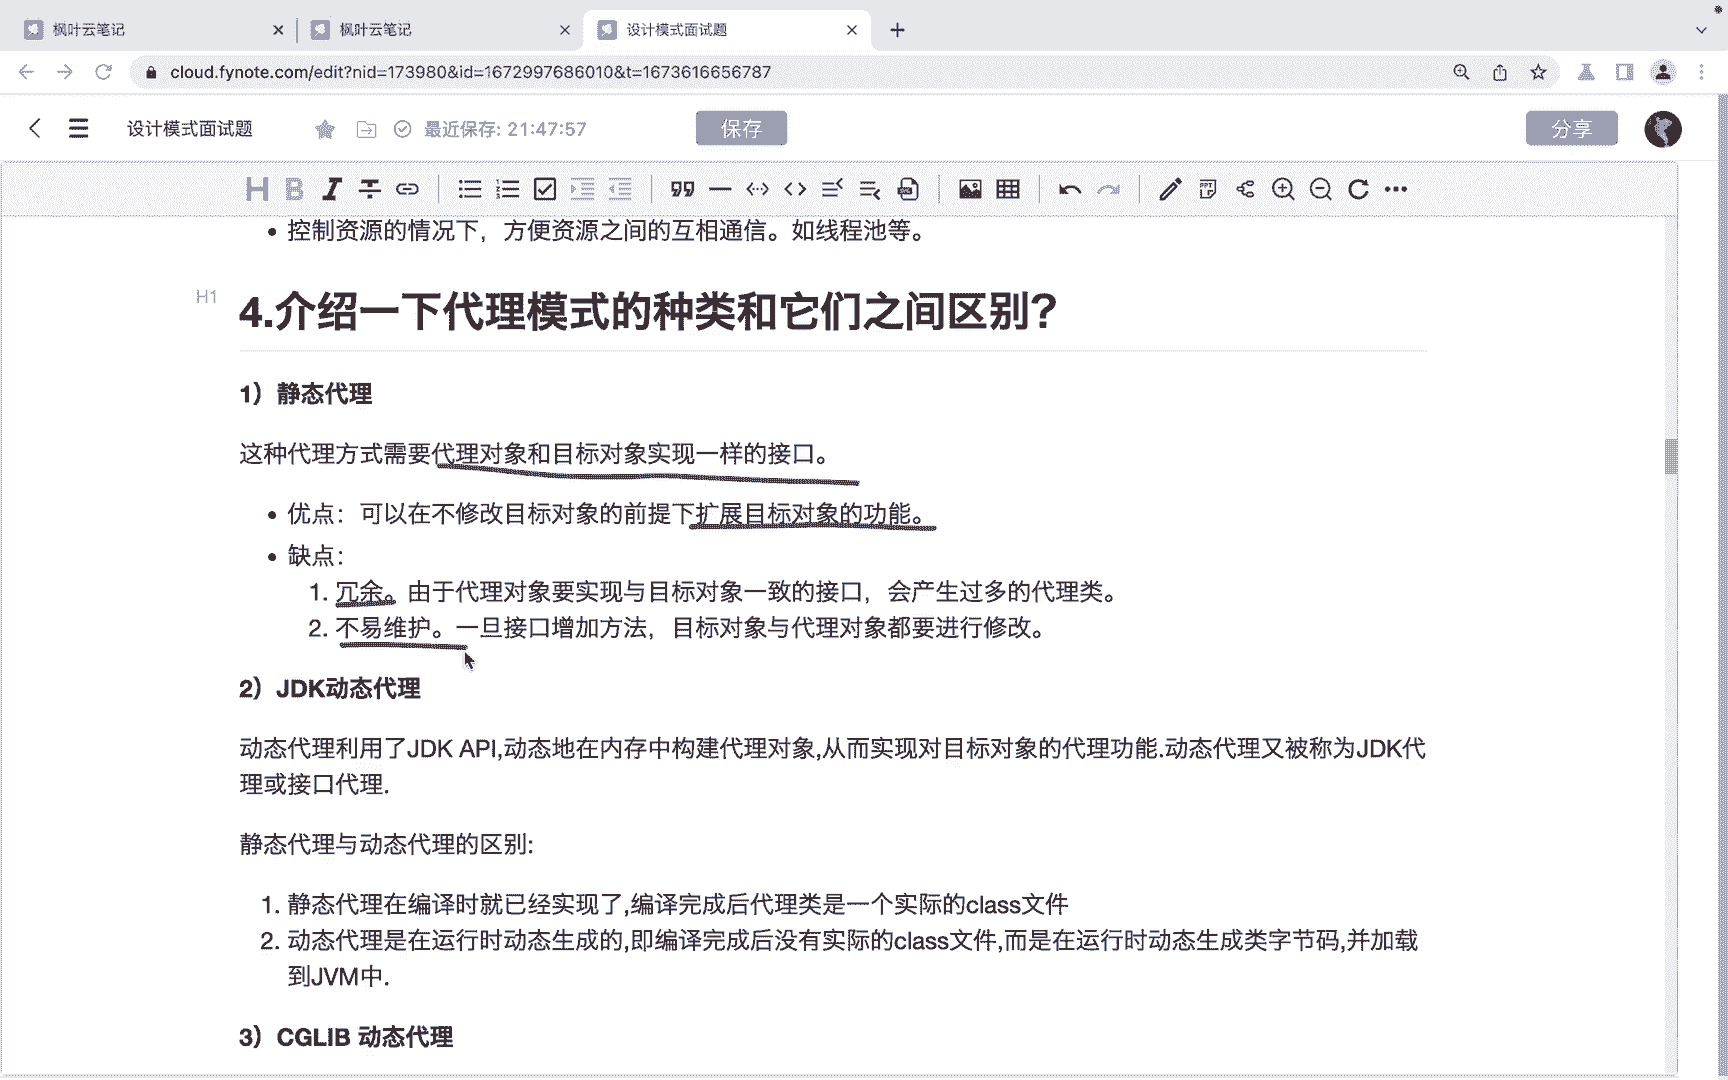 枫叶云笔记
枫叶云笔记
设计模式面试题
cloud.fynote.com/edit?nid=173980&id=1672997686010&t=1673616656787
设计模式面试题
最近保存: 21:47:57
保存
分享
H B I T
PPT
• 控制资源的情况下，方便资源之间的互相通信。如线程池等。
H1
4.介绍一下代理模式的种类和它们之间区别?
1）静态代理
这种代理方式需要代理对象和目标对象实现一样的接口。
• 优点：可以在不修改目标对象的前提下扩展目标对象的功能。
• 缺点：
1. 冗余。由于代理对象要实现与目标对象一致的接口，会产生过多的代理类。
2. 不易维护。一旦接口增加方法，目标对象与代理对象都要进行修改。
2）JDK动态代理
动态代理利用了JDK API,动态地在内存中构建代理对象,从而实现对目标对象的代理功能.动态代理又被称为JDK代
理或接口代理.
静态代理与动态代理的区别:
1. 静态代理在编译时就已经实现了,编译完成后代理类是一个实际的class文件
2. 动态代理是在运行时动态生成的,即编译完成后没有实际的class文件,而是在运行时动态生成类字节码,并加载
到JVM中.
3）CGLIB 动态代理